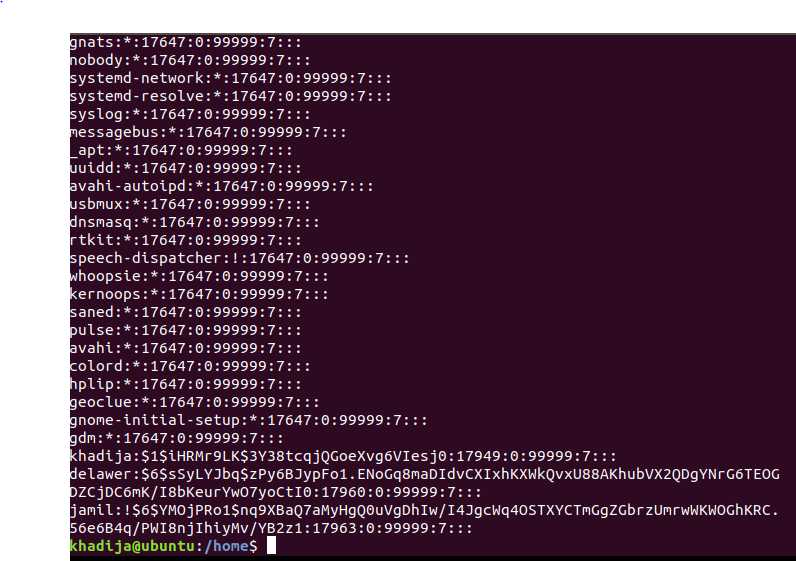 gnats:*:17647:0:99999:7:::
nobody:*:17647:0:99999:7:::
systemd-network:*:17647:0:99999:7:::
systemd-resolve:*:17647:0:99999:7:::
syslog:*:17647:0:99999:7:::
messagebus:*:17647:0:99999:7:::
_apt:*:17647:0:99999:7:::
uuidd:*:17647:0:99999:7:::
avahi-autoipd:*:17647:0:99999:7:::
usbmux:*:17647:0:99999:7:::
dnsmasq:*:17647:0:99999:7:::
rtkit:*:17647:0:99999:7:::
speech-dispatcher:!:17647:0:99999:7:::
whoopsie:*:17647:0:99999:7:::
kernoops:*:17647:0:99999:7:::
saned:*:17647:0:99999:7:::
pulse:*:17647:0:99999:7:::
avahi:*:17647:0:99999:7:::
colord:*:17647:0:99999:7:::
hplip:*:17647:0:99999:7:::
geoclue:*:17647:0:99999:7:::
gnome-initial-setup:*:17647:0:99999:7:::
gdm:*:17647:0:99999:7:::
khadija:$1$iHRMr9LK$3Y38tcqjQGoeXvg6VIesj0:17949:0:99999:7:::
delawer:$6$sSyLYJbq$zPy6BJypFo1.ENoGq8maDIdvCXIxhKXWkQvxU88AKhubVX2QDgYNrG6TEOG
DZCjDC6mK/I8bKeurYwO7yoCtI0:17960:0:99999:7:::
jamil:!$6$YMOjPRo1$nq9XBaQ7aMyHgQ0uVgDhIw/I4JgcWq4OSTXYCTmGgZGbrzUmrwWKWOGhKRC.
56e6B4q/PWI8njIhiyMv/YB2z1:17963:0:99999:7:::
khadija@ubuntu:/home$